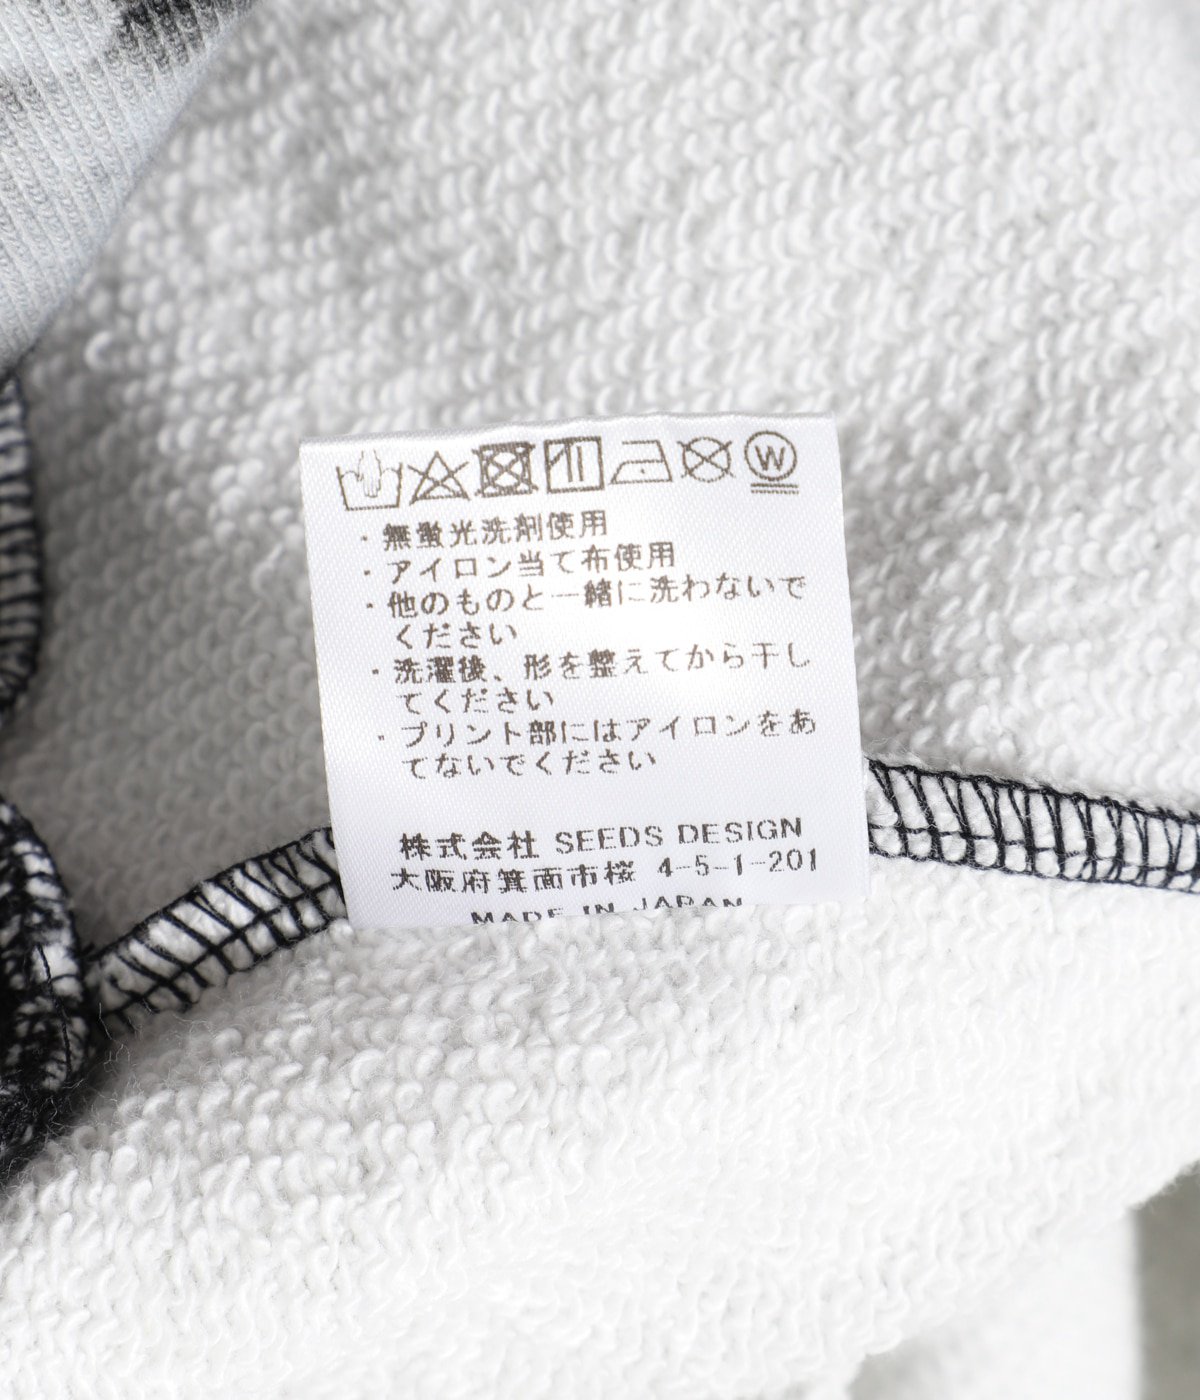 ・無蛍光洗剤使用
・アイロン当て布使用
・他のものと一緒に洗わないで
ください
・洗濯後、形を整えてから干し
てください
・プリント部にはアイロンをあ
てないでください
株式会社 SEEDS DESIGN
大阪府箕面市桜 4-5-1-201
MADE IN JAPAN